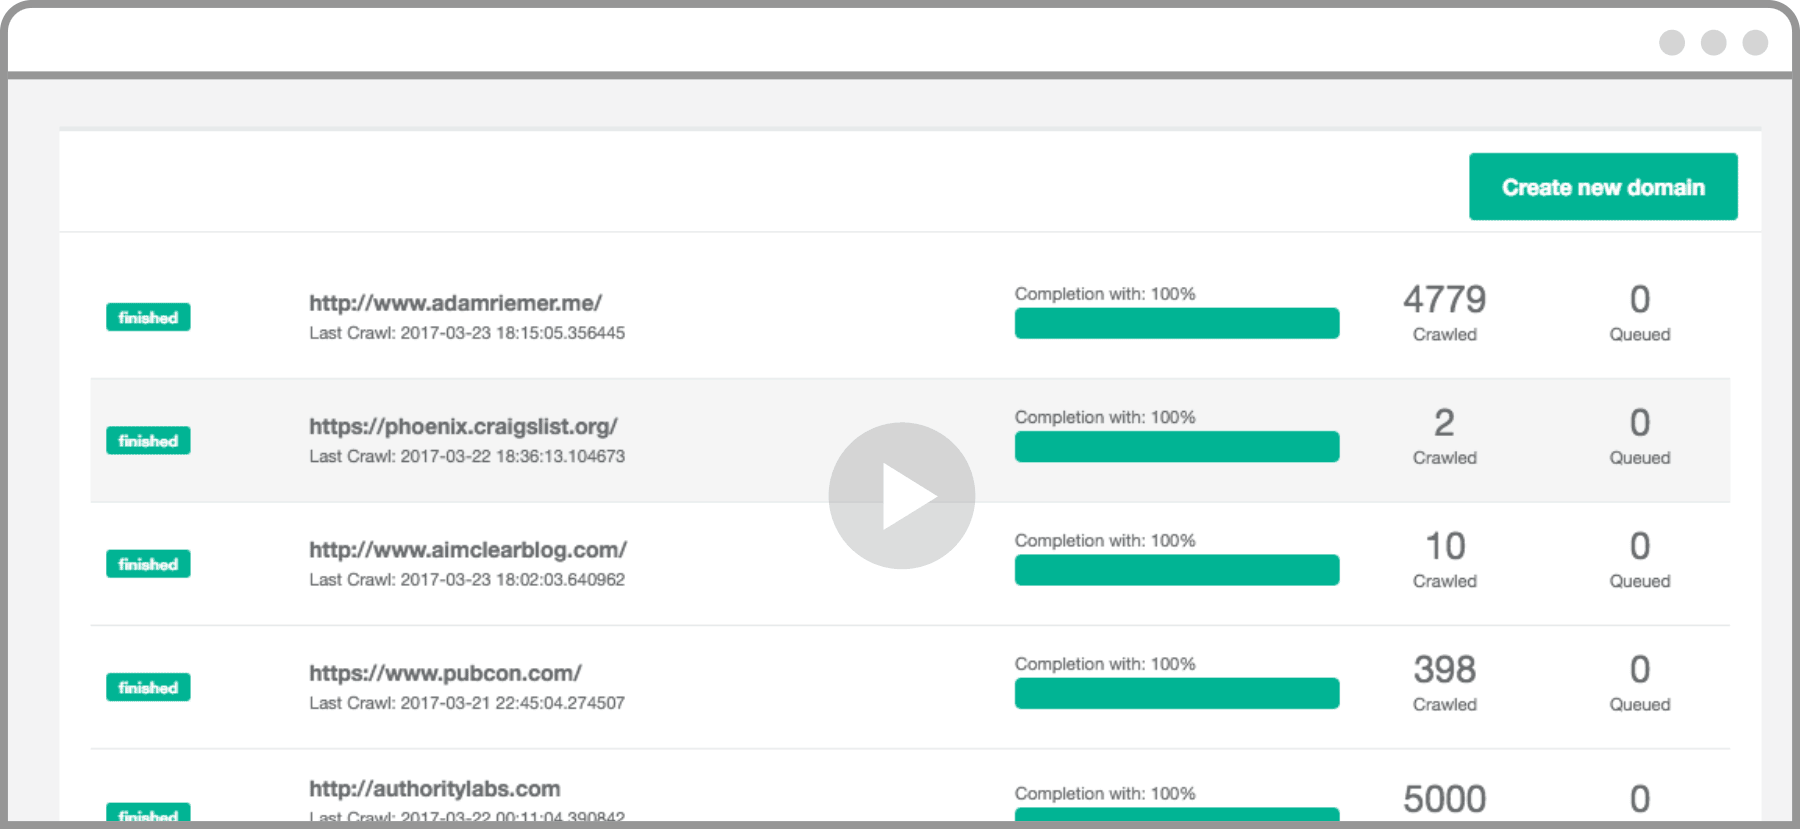 Create new domain
finished
http://www.adamriemer.me/
Last Crawl: 2017-03-23 18:15:05.356445
Completion with: 100%
4779
Crawled
0
Queued
finished
https://phoenix.craigslist.org/
Last Crawl: 2017-03-22 18:36:13.104673
Completion with: 100%
2
Crawled
0
Queued
finished
http://www.aimclearblog.com/
Last Crawl: 2017-03-23 18:02:03.640962
Completion with: 100%
10
Crawled
0
Queued
finished
https://www.pubcon.com/
Last Crawl: 2017-03-21 22:45:04.274507
Completion with: 100%
398
Crawled
0
Queued
finished
http://authoritylabs.com
Last Crawl: 2017-03-22 00:11:04.390842
Completion with: 100%
5000
0